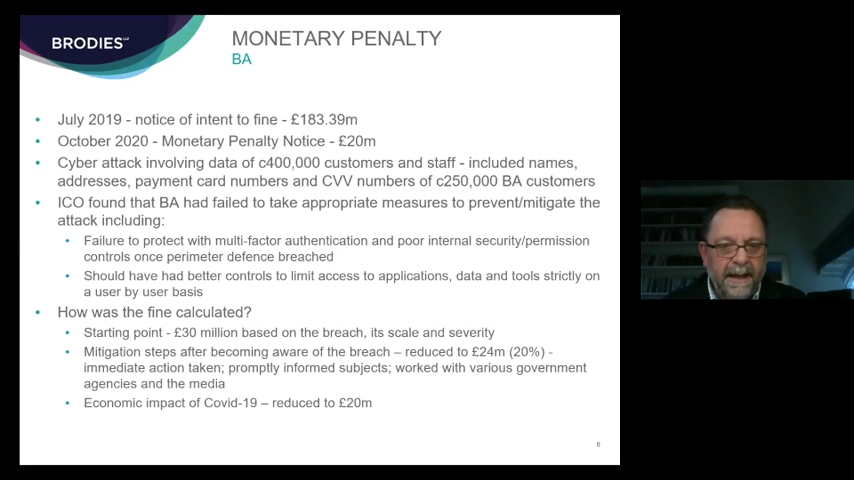 BRODIES LLP
MONETARY PENALTY
BA
• July 2019 - notice of intent to fine - £183.39m
• October 2020 - Monetary Penalty Notice - £20m
• Cyber attack involving data of c400,000 customers and staff - included names,
addresses, payment card numbers and CVV numbers of c250,000 BA customers
• ICO found that BA had failed to take appropriate measures to prevent/mitigate the
attack including:
• Failure to protect with multi-factor authentication and poor internal security/permission
controls once perimeter defence breached
• Should have had better controls to limit access to applications, data and tools strictly on
a user by user basis
• How was the fine calculated?
• Starting point - £30 million based on the breach, its scale and severity
• Mitigation steps after becoming aware of the breach – reduced to £24m (20%) -
immediate action taken; promptly informed subjects; worked with various government
agencies and the media
• Economic impact of Covid-19 – reduced to £20m
8